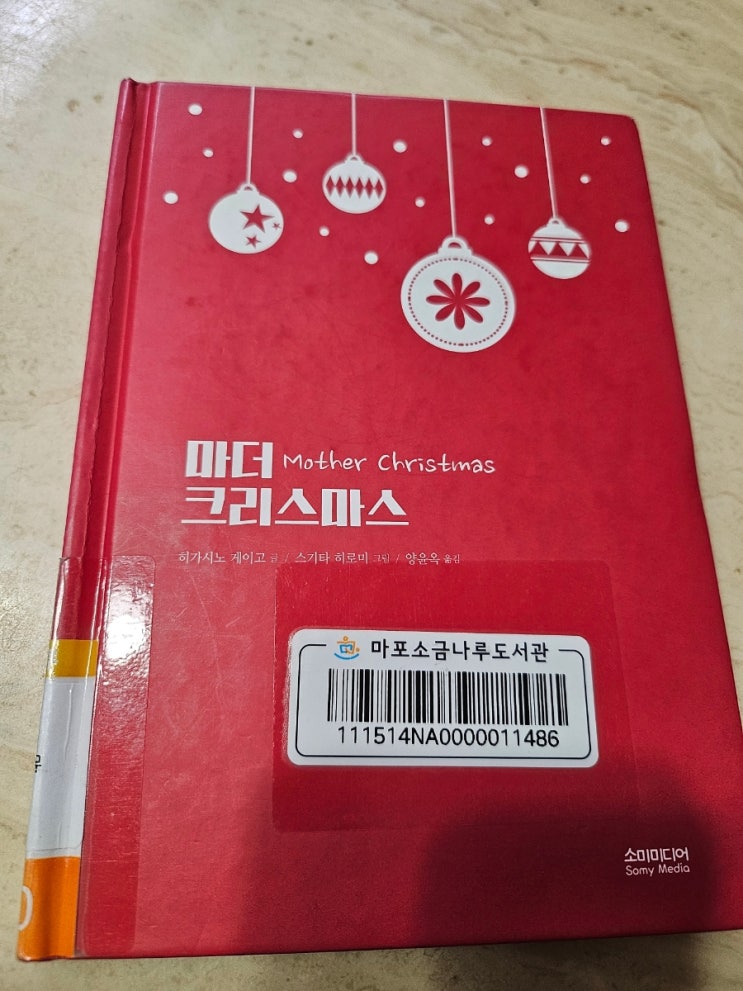 마더 Mother Christmas
크리스마스
히가시노 게이고 글 / 스기타 히로미 그림 / 양윤옥 옮김
마포소금나루도서관
111514NA0000011486
소미미디어
Somy Media